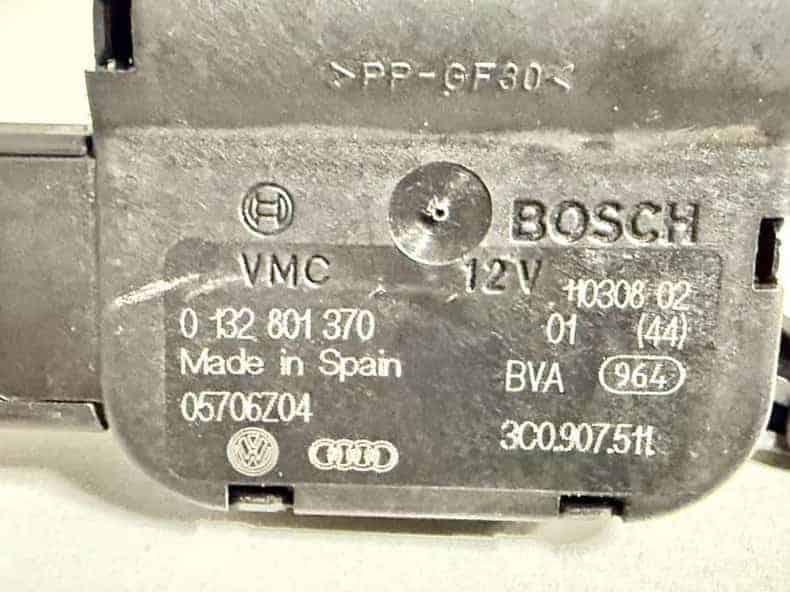 >PP-GF30<
BOSCH
VMC 12V
110308 02
0 132 801 370 01 (44)
Made in Spain BVA 964
05706Z04
3C0.907.511